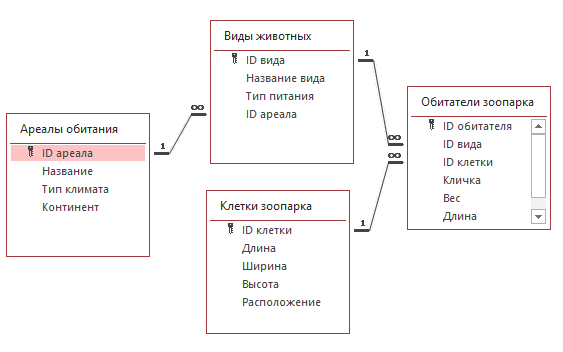 Ареалы обитания
ID ареала
Название
Тип климата
Континент
1
∞
Виды животных
ID вида
Название вида
Тип питания
ID ареала
1
∞
Клетки зоопарка
ID клетки
Длина
Ширина
Высота
Расположение
1
∞
Обитатели зоопарка
ID обитателя
ID вида
ID клетки
Кличка
Вес
Длина